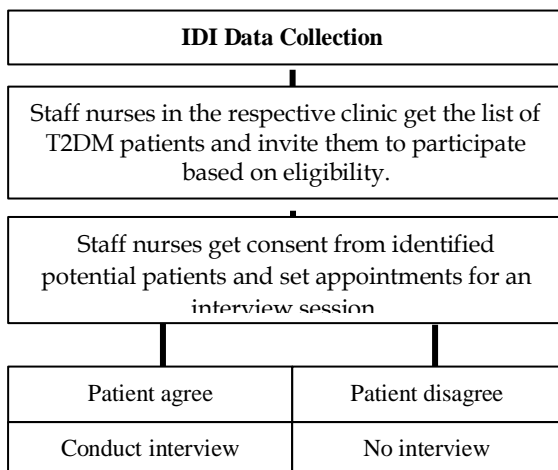 IDI Data Collection
Staff nurses in the respective clinic get the list of
T2DM patients and invite them to participate
based on eligibility.
Staff nurses get consent from identified
potential patients and set appointments for an
interview session
Patient agree
Patient disagree
Conduct interview
No interview